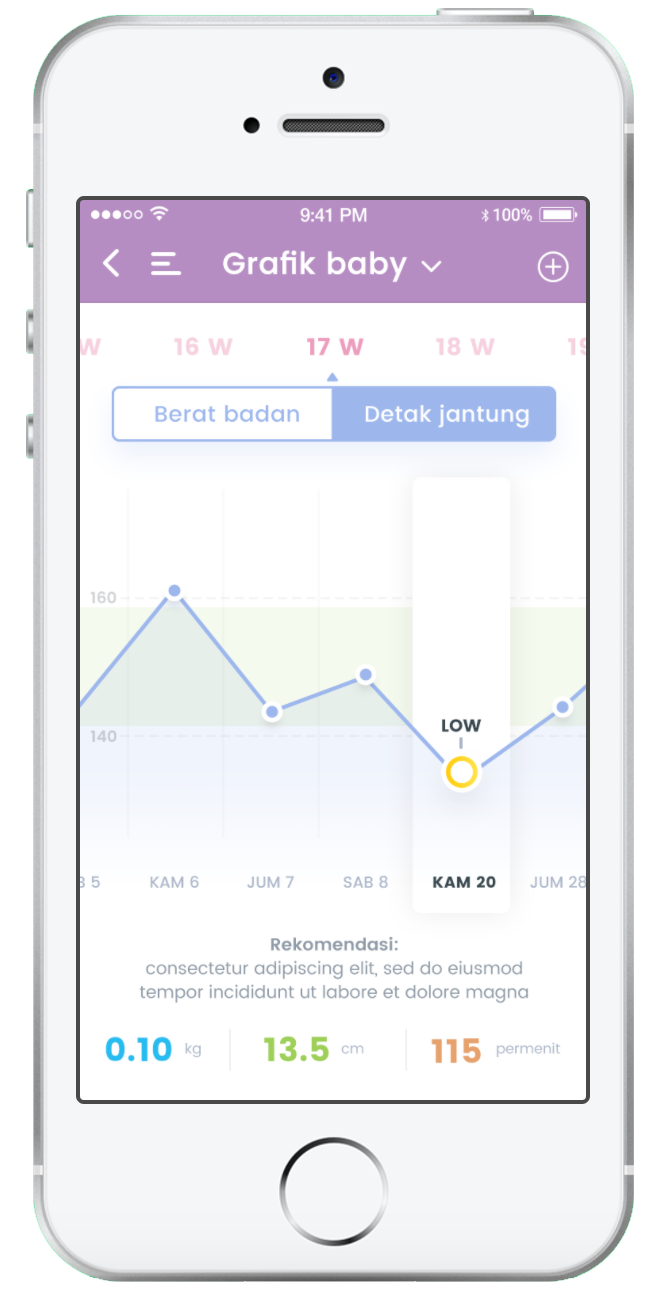 9:41 PM 100%
Grafik baby
W 16 W 17 W 18 W 19
Berat badan Detak jantung
160
LOW
140
B 5 KAM 6 JUM 7 SAB 8 KAM 20 JUM 28
Rekomendasi:
consectetur adipiscing elit, sed do eiusmod
tempor incididunt ut labore et dolore magna
0.10 kg 13.5 cm 115 permenit